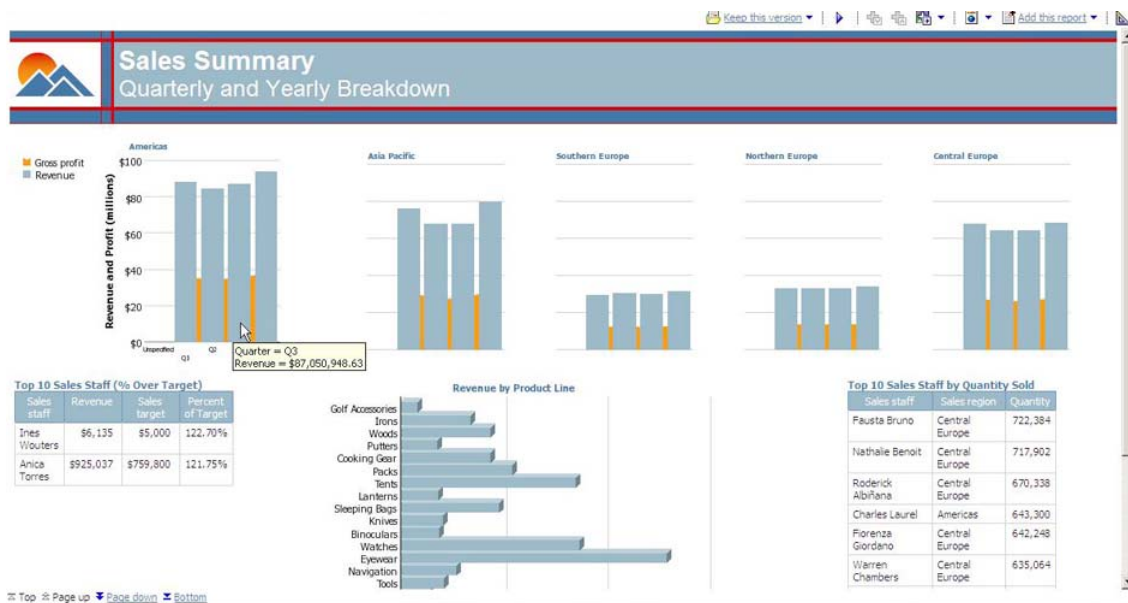 Keep this version
Add this report
Sales Summary
Quarterly and Yearly Breakdown
Gross profit
Revenue
Americas
Revenue and Profit (millions)
$100
$80
$60
$40
$20
$0
Unspecified
Q1
Q2
Quarter = Q3
Revenue = $87,050,948.63
Asia Pacific
Southern Europe
Northern Europe
Central Europe
Top 10 Sales Staff (% Over Target)
Sales staff Revenue Sales target Percent of Target
Ines Wouters $6,135 $5,000 122.70%
Anica Torres $925,037 $759,800 121.75%
Revenue by Product Line
Golf Accessories
Irons
Woods
Putters
Cooking Gear
Packs
Tents
Lanterns
Sleeping Bags
Knives
Binoculars
Watches
Eyewear
Navigation
Tools
Top 10 Sales Staff by Quantity Sold
Sales staff Sales region Quantity
Fausta Bruno Central Europe 722,384
Nathalie Benoit Central Europe 717,902
Roderick Albiñana Central Europe 670,338
Charles Laurel Americas 643,300
Fiorenza Giordano Central Europe 642,248
Warren Chambers Central Europe 635,064
Top Page up Page down Bottom